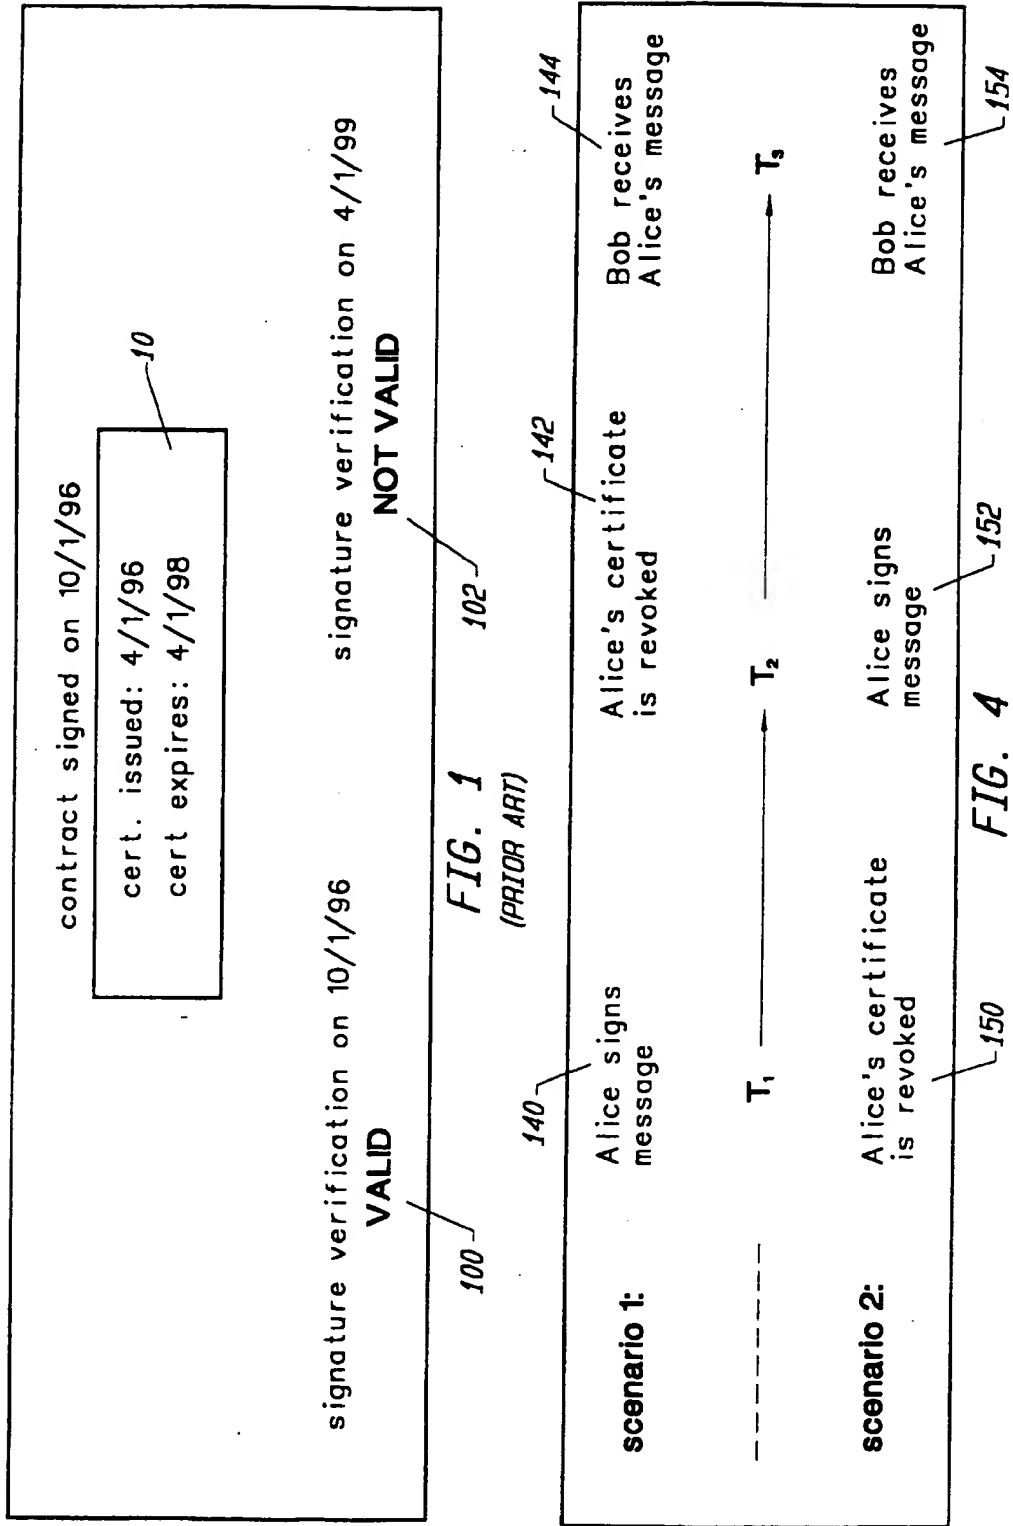 contract signed on 10/1/96
cert. issued: 4/1/96
cert expires: 4/1/98
10
signature verification on 10/1/96
VALID
100
signature verification on 4/1/99
NOT VALID
102
FIG. 1
(PRIOR ART)
scenario 1:
140
Alice signs
message
142
Alice's certificate
is revoked
144
Bob receives
Alice's message
T1
T2
T3
scenario 2:
Alice's certificate
is revoked
150
Alice signs
message
152
Bob receives
Alice's message
154
FIG. 4